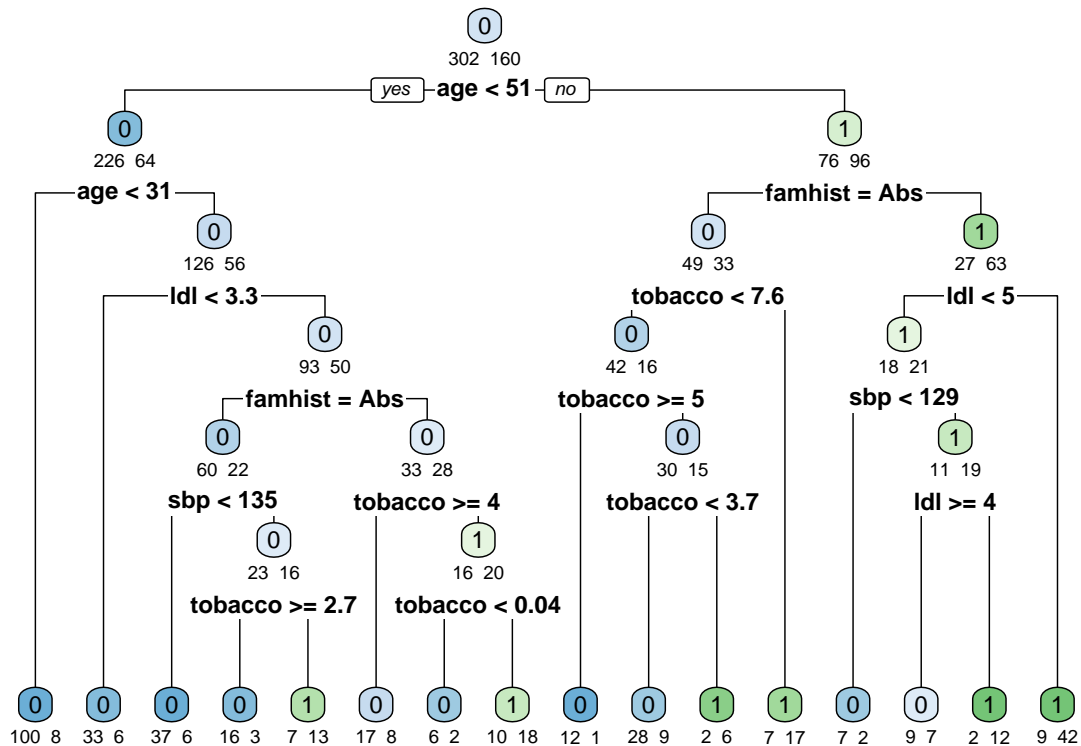 0
302 160
yes age < 51 no
0 1
226 64 76 96
age < 31 famhist = Abs
0 0 1
126 56 49 33 27 63
ldl < 3.3 tobacco < 7.6 ldl < 5
0 0 1
93 50 42 16 18 21
famhist = Abs tobacco >= 5 sbp < 129
0 0 0 1
60 22 33 28 30 15 11 19
sbp < 135 tobacco >= 4 tobacco < 3.7 ldl >= 4
0 1
23 16 16 20
tobacco >= 2.7 tobacco < 0.04
0 0 0 0 1 0 0 1 0 0 1 1 0 0 1 1
100 8 33 6 37 6 16 3 7 13 17 8 6 2 10 18 12 1 28 9 2 6 7 17 7 2 9 7 2 12 9 42